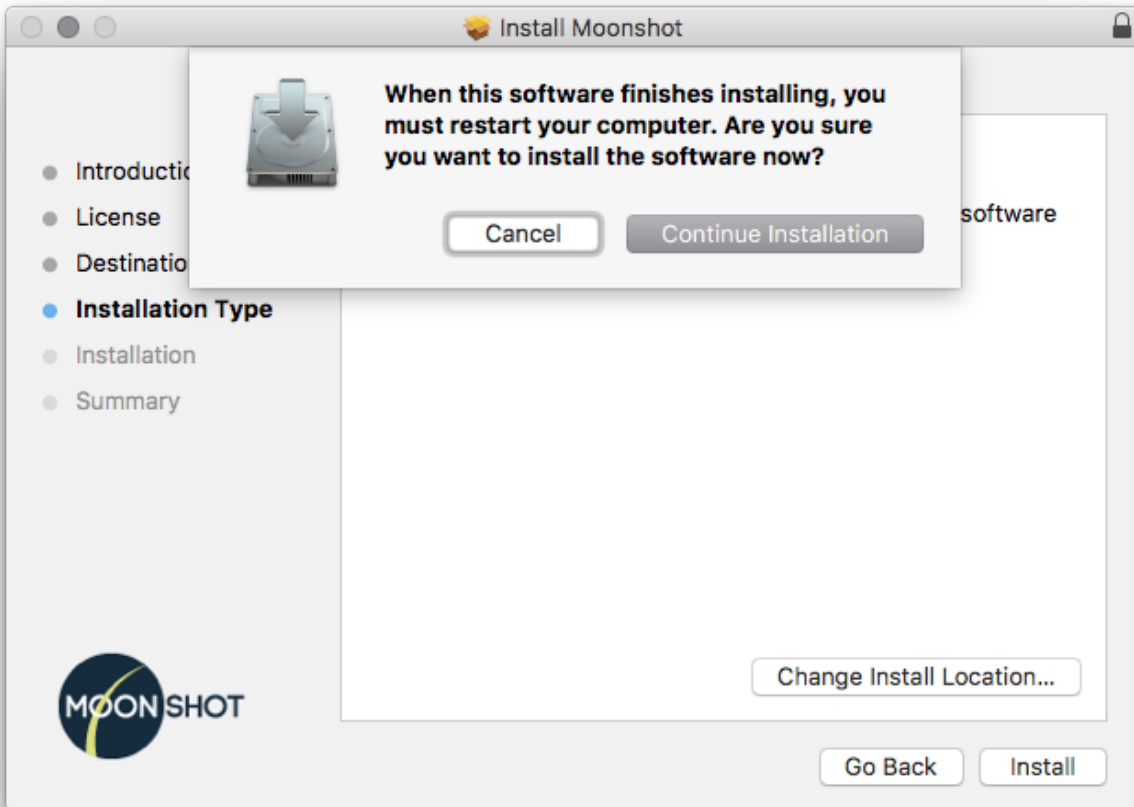 Install Moonshot
When this software finishes installing, you
must restart your computer. Are you sure
you want to install the software now?
Cancel
Continue Installation
Introductic
License
Destinatio
software
Installation Type
Installation
Summary
Change Install Location...
MOONSHOT
Go Back
Install